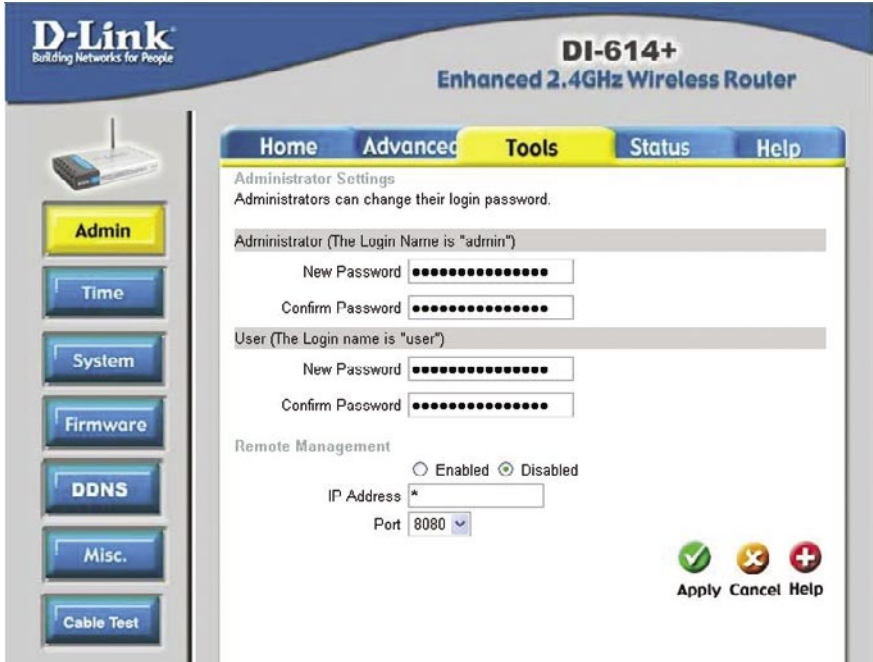 D-Link
Building Networks for People
DI-614+
Enhanced 2.4GHz Wireless Router
Home Advanced Tools Status Help
Admin
Time
System
Firmware
DDNS
Misc.
Cable Test
Administrator Settings
Administrators can change their login password.
Administrator (The Login Name is "admin")
New Password •••••••••••••••
Confirm Password •••••••••••••••
User (The Login name is "user")
New Password •••••••••••••••
Confirm Password •••••••••••••••
Remote Management
Enabled Disabled
IP Address *
Port 8080
Apply Cancel Help